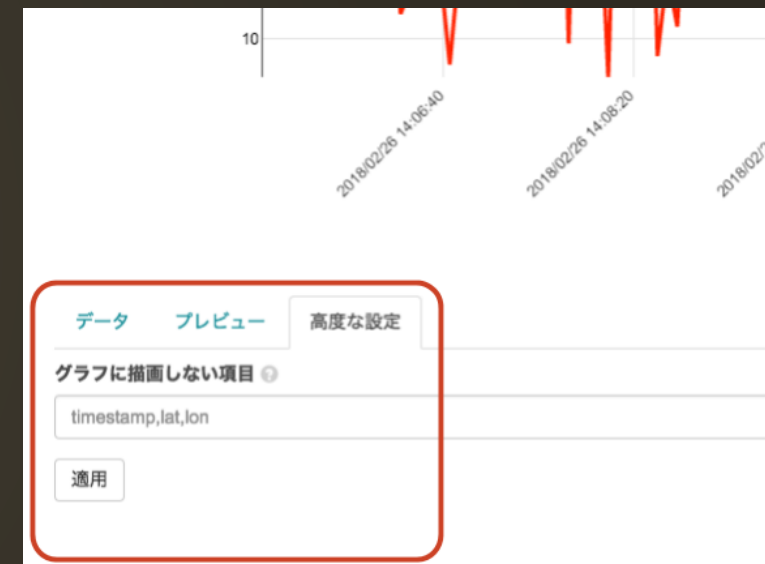 10
2018/02/26 14:06:40
2018/02/26 14:08:20
データ プレビュー 高度な設定
グラフに描画しない項目
timestamp,lat,lon
適用